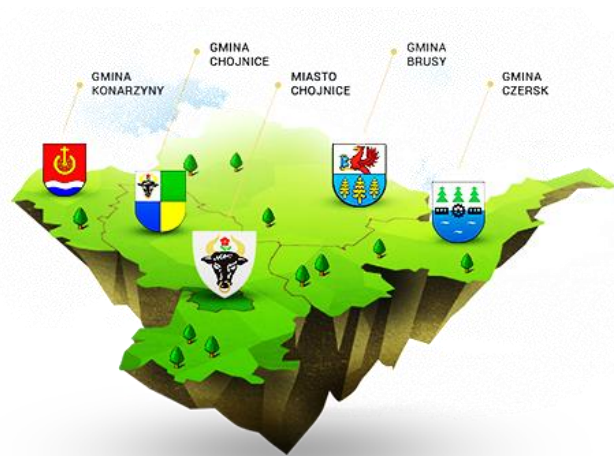 GMINA
KONARZYNY
GMINA
CHOJNICE
MIASTO
CHOJNICE
GMINA
BRUSY
GMINA
CZERSK